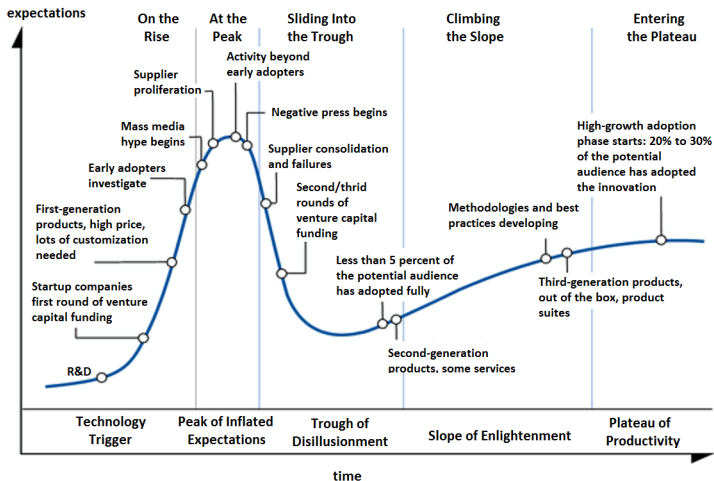 expectations
On the
Rise
At the
Peak
Sliding Into
the Trough
Climbing
the Slope
Entering
the Plateau
Activity beyond
early adopters
Supplier
proliferation
Negative press begins
Mass media
hype begins
High-growth adoption
phase starts: 20% to 30%
of the potential
audience has adopted
the innovation
Supplier consolidation
and failures
Early adopters
investigate
Second/thrid
rounds of
venture capital
funding
First-generation
products, high price,
lots of customization
needed
Methodologies and best
practices developing
Less than 5 percent of
the potential audience
has adopted fully
Startup companies
first round of venture
capital funding
Third-generation products,
out of the box, product
suites
Second-generation
products, some services
R&D
Technology
Trigger
Peak of Inflated
Expectations
Trough of
Disillusionment
Slope of Enlightenment
Plateau of
Productivity
time